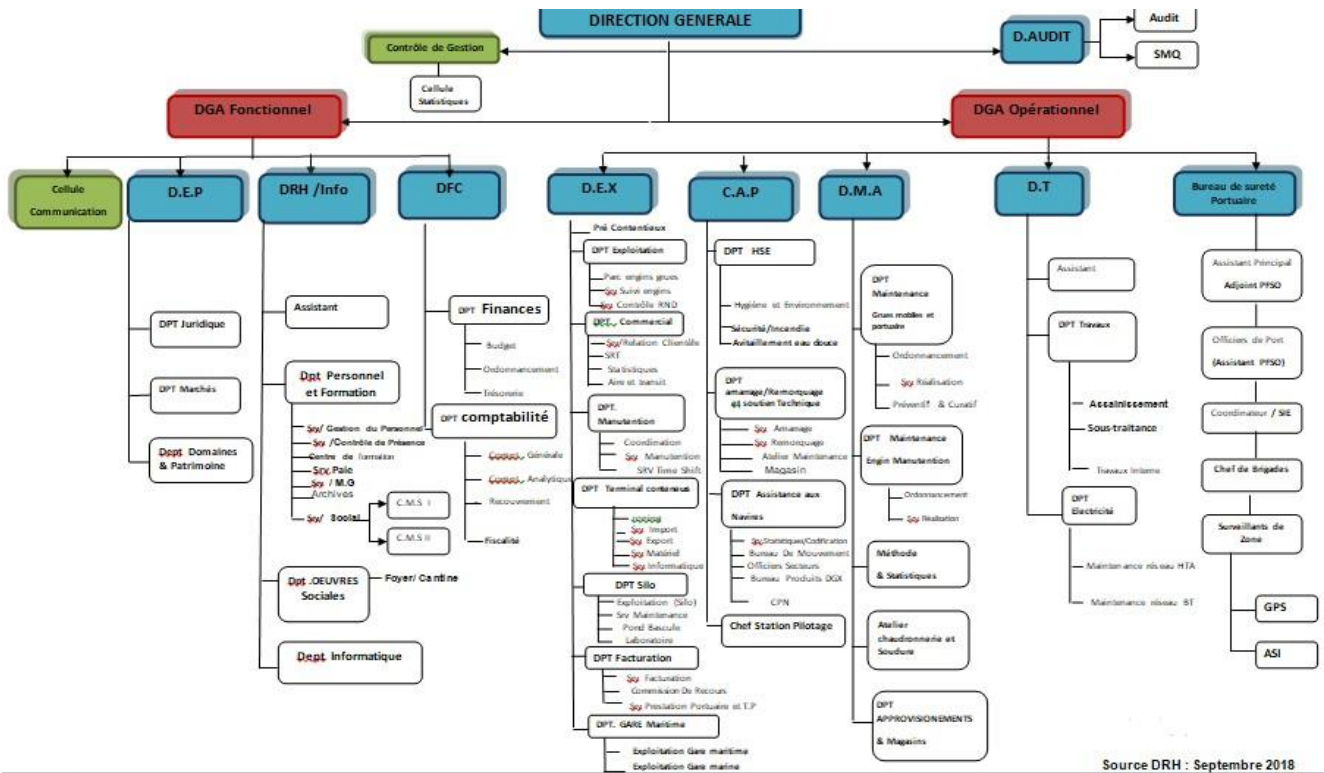 DIRECTION GENERALE
Audit
D.AUDIT
SMQ
Contrôle de Gestion
Cellule
Statistiques
DGA Fonctionnel
DGA Opérationnel
Cellule
Communication
D.E.P
DRH /Info
DFC
D.E.X
C.A.P
D.M.A
D.T
Bureau de sureté
Portuaire
DPT Juridique
DPT Marchés
Dept Domaines
& Patrimoine
Assistant
Dpt Personnel
et Formation
Srv/ Gestion du Personnel
Srv /Contrôle de Présence
Centre de formation
Srv Paie
Srv / M.G
Archives
Srv/ Social
C.M.S I
C.M.S II
Dpt .OEUVRES
Sociales
Foyer/ Cantine
Dept Informatique
DPT Finances
Budget
Ordonnancement
Trésorerie
DPT comptabilité
Compt. Générale
Compt. Analytique
Recouvrement
Fiscalité
Pré Contentieux
DPT Exploitation
Parc. engins grues
Srv Suivi engins
Srv Contrôle RND
DPT. Commercial
Srv/Relation Clientèle
SRT
Statistiques
Aire et transit
DPT.
Manutention
Coordination
Srv Manutention
SRV Time Shift
DPT Terminal conteneus
Srv Import
Srv Export
Srv Matériel
Srv Informatique
DPT Silo
Exploitation (Silo)
Srv Maintenance
Pond Bascule
Laboratoire
DPT Facturation
Srv Facturation
Commission De Recours
Srv Prestation Portuaire et T.P
DPT. GARE Maritime
Exploitation Gare maritime
Exploitation Gare marine
DPT HSE
Hygiène et Environnement
Sécurité/Incendie
Avitaillement eau douce
DPT
amarrage/Remorquage
et soutien Technique
Srv Amarrage
Srv Remorquage
Atelier Maintenance
Magasin
DPT Assistance aux
Navires
Srv Statistiques/Codification
Bureau De Mouvement
Officiers Secteurs
Bureau Produits DGX
CPN
Chef Station Pilotage
DPT
Maintenance
Grues mobiles et
portuaire
Ordonnancement
Srv Réalisation
Préventif & Curatif
DPT Maintenance
Engin Manutention
Ordonnancement
Srv Réalisation
Méthode
& Statistiques
Atelier
chaudronnerie et
Soudure
DPT
APPROVISIONEMENTS
& Magasins
Assistant
DPT Travaux
Assainissement
Sous-traitance
Travaux Interne
DPT
Electricité
Maintenance niseau HTA
Maintenance niseau BT
Assistant Principal
Adjoint PFSO
Officiers de Port
(Assistant PFSO)
Coordinateur / SIE
Chef de Brigades
Surveillants de
Zone
GPS
ASI
Source DRH : Septembre 2018